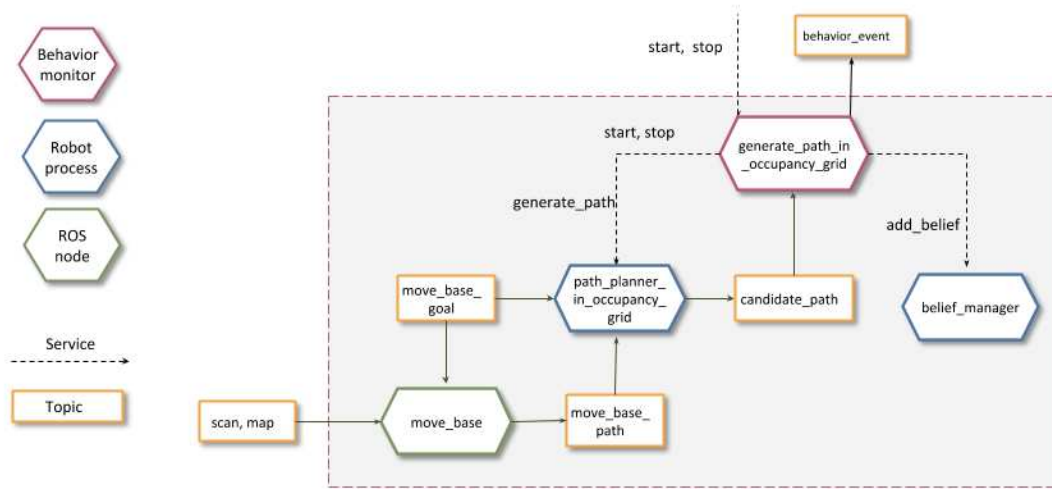 Behavior
monitor
Robot
process
ROS
node
Service
Topic
start, stop
behavior_event
start, stop
generate_path_in
_occupancy_grid
generate_path
add_belief
move_base_
goal
path_planner_
in_occupancy_
grid
candidate_path
belief_manager
scan, map
move_base
move_base_
path